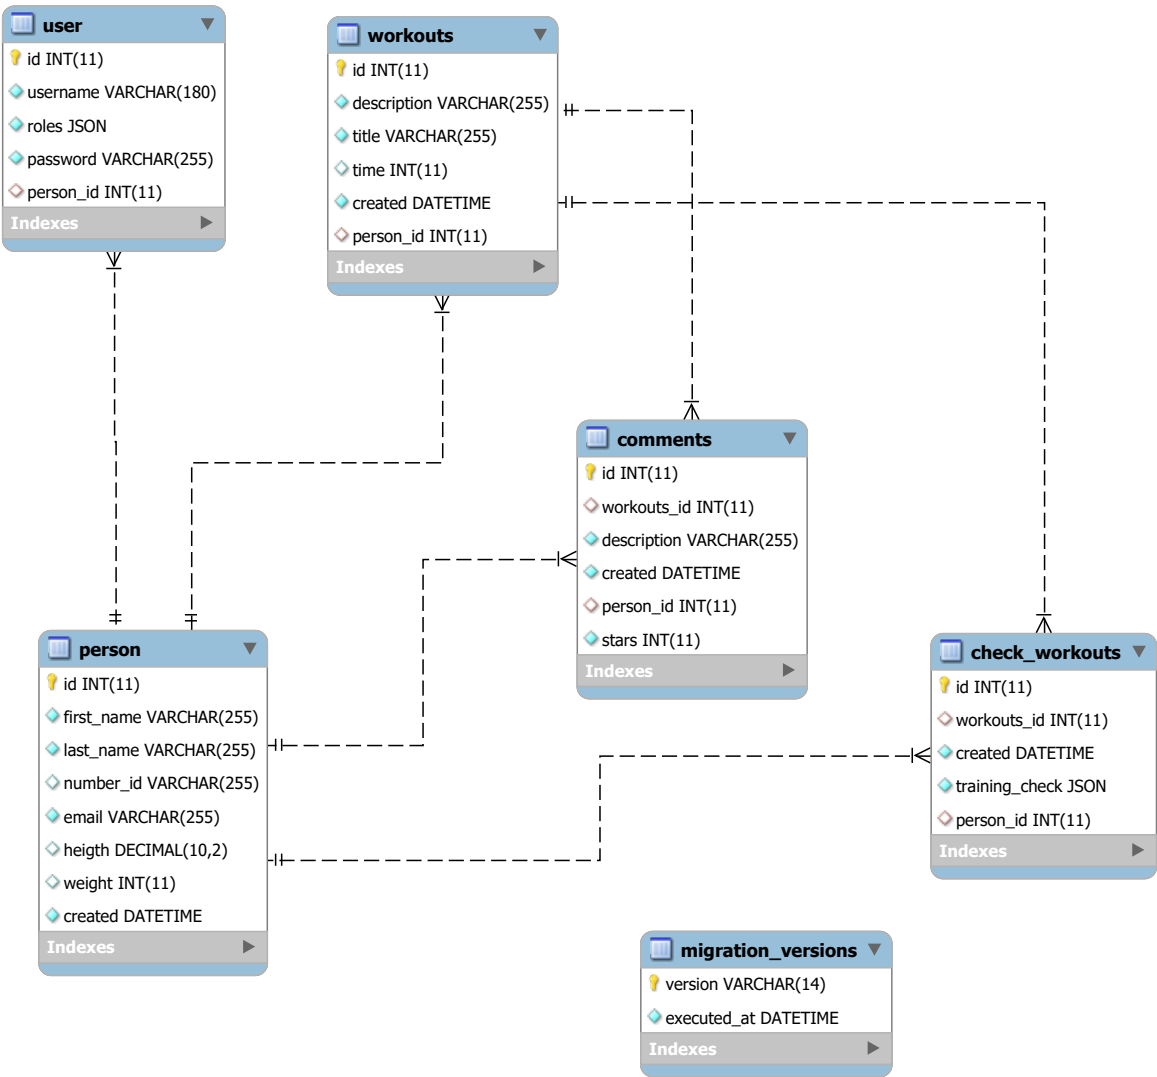 user
id INT(11)
username VARCHAR(180)
roles JSON
password VARCHAR(255)
person_id INT(11)
Indexes
workouts
id INT(11)
description VARCHAR(255)
title VARCHAR(255)
time INT(11)
created DATETIME
person_id INT(11)
Indexes
comments
id INT(11)
workouts_id INT(11)
description VARCHAR(255)
created DATETIME
person_id INT(11)
stars INT(11)
Indexes
person
id INT(11)
first_name VARCHAR(255)
last_name VARCHAR(255)
number_id VARCHAR(255)
email VARCHAR(255)
heigth DECIMAL(10,2)
weight INT(11)
created DATETIME
Indexes
check_workouts
id INT(11)
workouts_id INT(11)
created DATETIME
training_check JSON
person_id INT(11)
Indexes
migration_versions
version VARCHAR(14)
executed_at DATETIME
Indexes